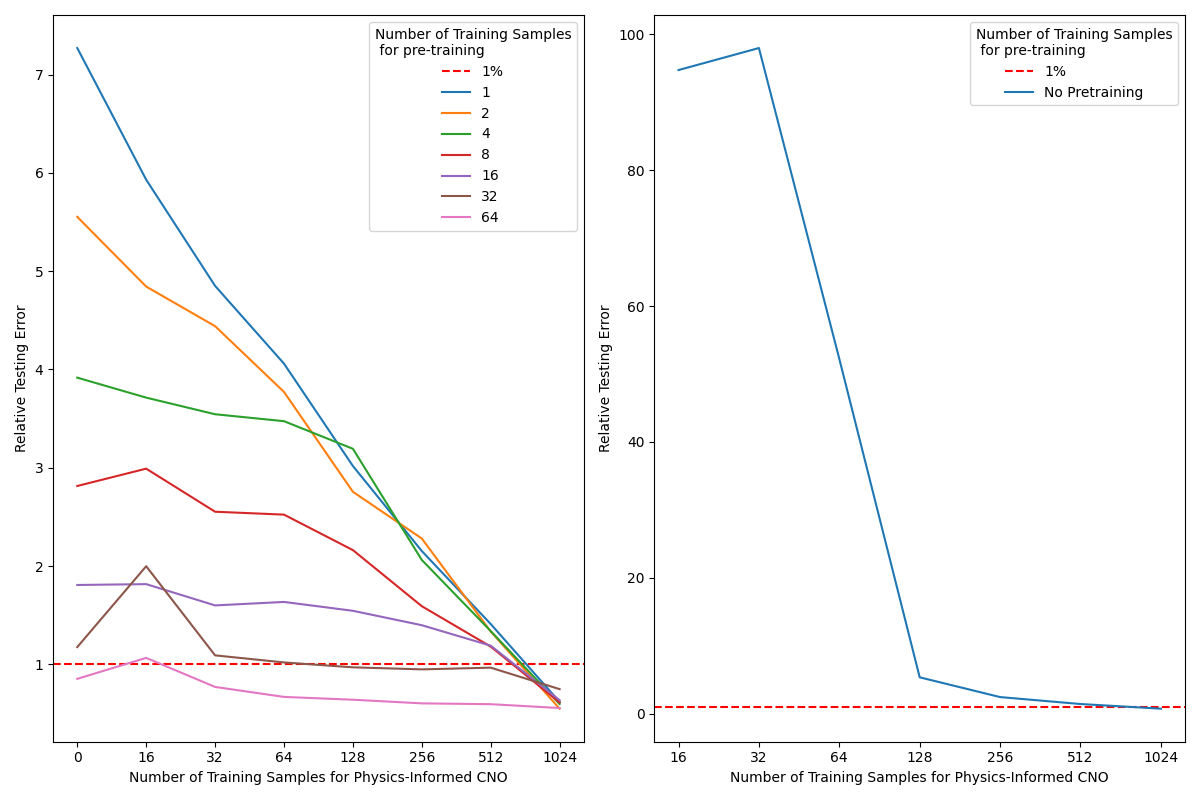 Number of Training Samples
for pre-training
1%
1
2
4
8
16
32
64
7
6
5
4
3
2
1
Relative Testing Error
0 16 32 64 128 256 512 1024
Number of Training Samples for Physics-Informed CNO
Number of Training Samples
for pre-training
1%
No Pretraining
100
80
60
40
20
0
Relative Testing Error
16 32 64 128 256 512 1024
Number of Training Samples for Physics-Informed CNO